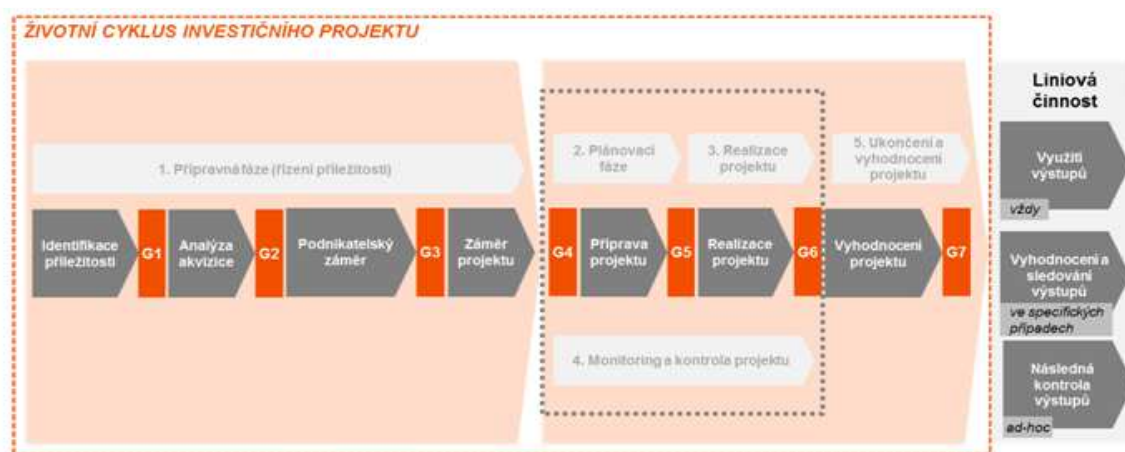 ŽIVOTNÍ CYKLUS INVESTIČNÍHO PROJEKTU
1. Přípravná fáze (řízení příležitostí)
2. Plánovací
fáze
3. Realizace
projektu
5. Ukončení a
vyhodnocení
projektu
Identifikace
příležitosti
G1
Analýza
akvizice
G2
Podnikatelský
záměr
G3
Záměr
projektu
G4
Příprava
projektu
G5
Realizace
projektu
G6
Vyhodnocení
projektu
G7
4. Monitoring a kontrola projektu
Liniová
činnost
Využití
výstupů
vždy
Vyhodnocení a
sledování
výstupů
ve specifických
případech
Následná
kontrola
výstupů
ad-hoc